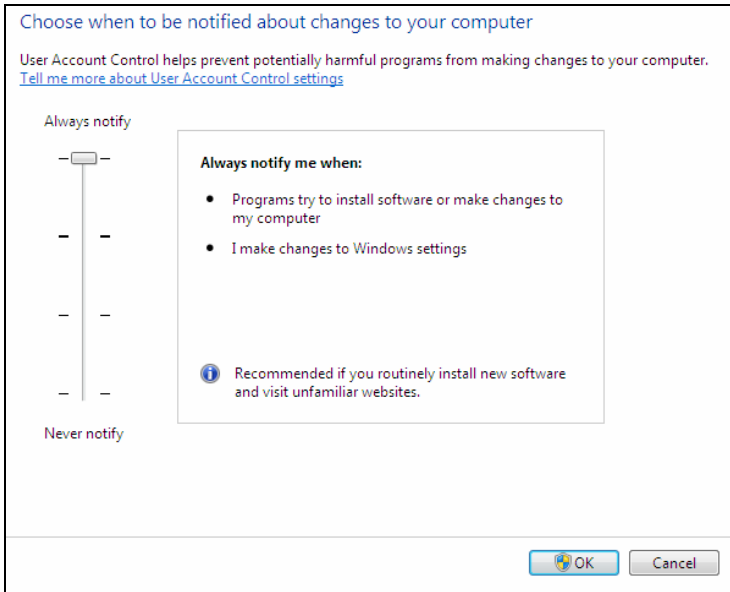 Choose when to be notified about changes to your computer
User Account Control helps prevent potentially harmful programs from making changes to your computer.
Tell me more about User Account Control settings
Always notify
Always notify me when:
Programs try to install software or make changes to
my computer
I make changes to Windows settings
Recommended if you routinely install new software
and visit unfamiliar websites.
Never notify
OK
Cancel